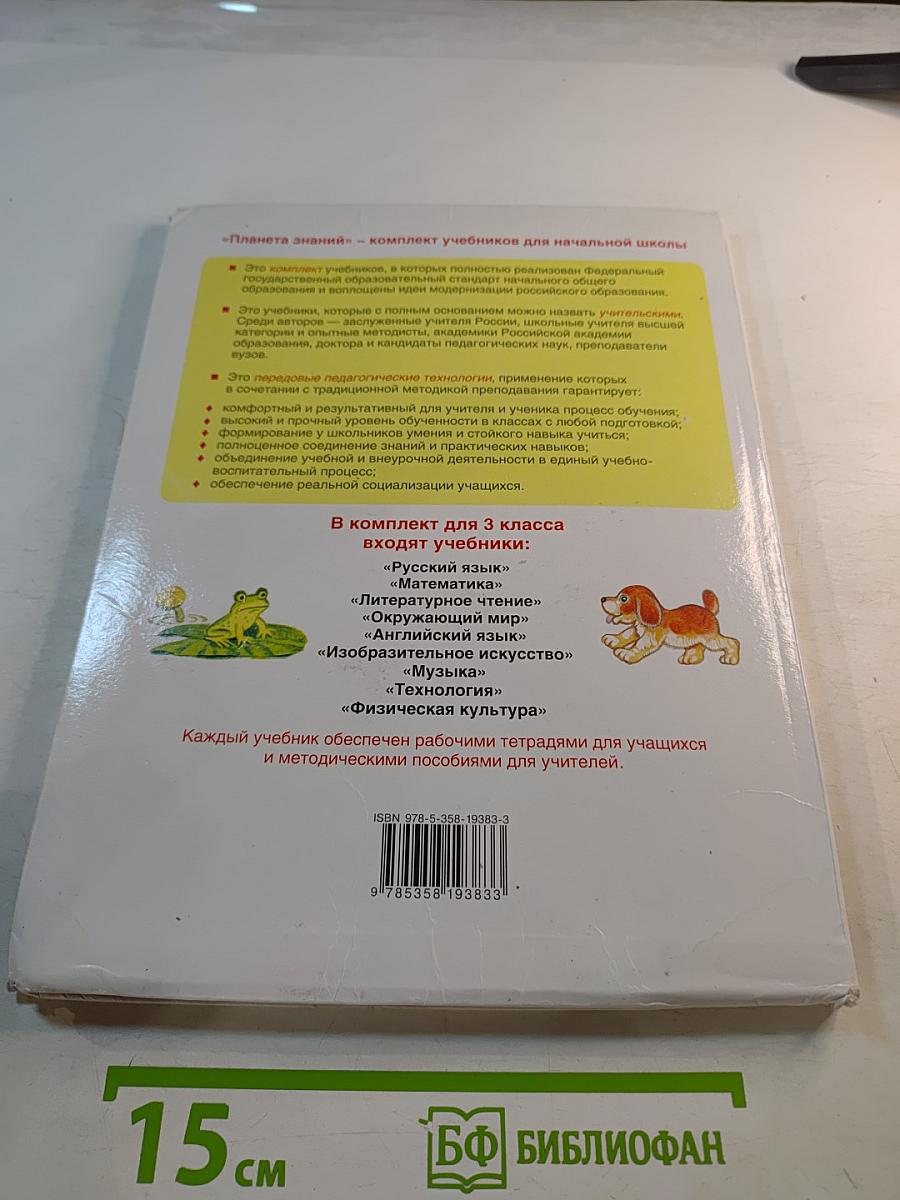 «Планета знаний» – комплект учебников для начальной школы
Это комплект учебников, в которых полностью реализован Федеральный
государственный образовательный стандарт начального общего
образования и воплощены идеи модернизации российского образования.
Это учебники, которые с полным основанием можно назвать учительскими.
Среди авторов — заслуженные учителя России, школьные учителя высшей
категории и опытные методисты, академики Российской академии
образования, доктора и кандидаты педагогических наук, преподаватели
вузов.
Это передовые педагогические технологии, применение которых
в сочетании с традиционной методикой преподавания гарантирует:
комфортный и результативный для учителя и ученика процесс обучения;
высокий и прочный уровень обученности в классах с любой подготовкой;
формирование у школьников умения и стойкого навыка учиться;
полноценное соединение знаний и практических навыков;
объединение учебной и внеурочной деятельности в единый учебно-
воспитательный процесс;
обеспечение реальной социализации учащихся.
В комплект для 3 класса
входят учебники:
«Русский язык»
«Математика»
«Литературное чтение»
«Окружающий мир»
«Английский язык»
«Изобразительное искусство»
«Музыка»
«Технология»
«Физическая культура»
Каждый учебник обеспечен рабочими тетрадями для учащихся
и методическими пособиями для учителей.
ISBN 978-5-358-19383-3
9 785358 193833
15 см
БФ БИБЛИОФАН